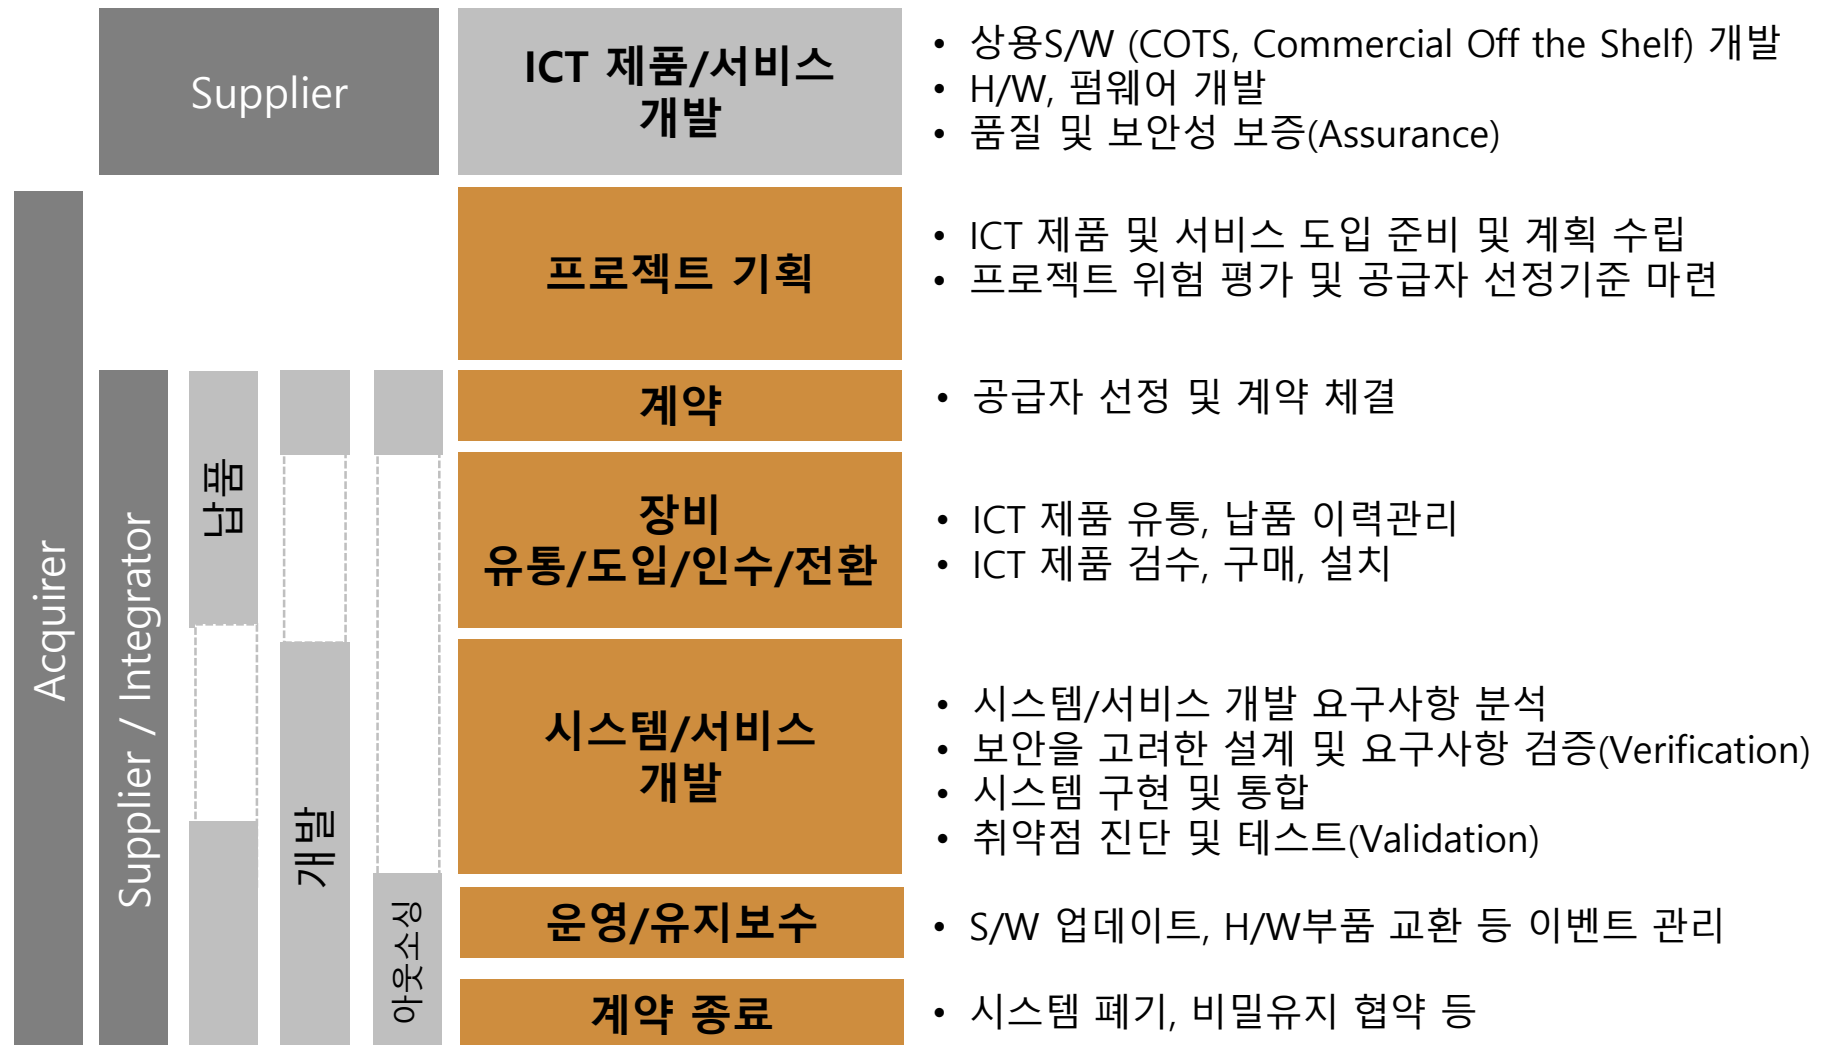 Supplier
ICT 제품/서비스
개발
• 상용S/W (COTS, Commercial Off the Shelf) 개발
• H/W, 펌웨어 개발
• 품질 및 보안성 보증(Assurance)
Acquirer
프로젝트 기획
• ICT 제품 및 서비스 도입 준비 및 계획 수립
• 프로젝트 위험 평가 및 공급자 선정기준 마련
Supplier / Integrator
납품
개발
아웃소싱
계약
• 공급자 선정 및 계약 체결
장비
유통/도입/인수/전환
• ICT 제품 유통, 납품 이력관리
• ICT 제품 검수, 구매, 설치
시스템/서비스
개발
• 시스템/서비스 개발 요구사항 분석
• 보안을 고려한 설계 및 요구사항 검증(Verification)
• 시스템 구현 및 통합
• 취약점 진단 및 테스트(Validation)
운영/유지보수
• S/W 업데이트, H/W부품 교환 등 이벤트 관리
계약 종료
• 시스템 폐기, 비밀유지 협약 등